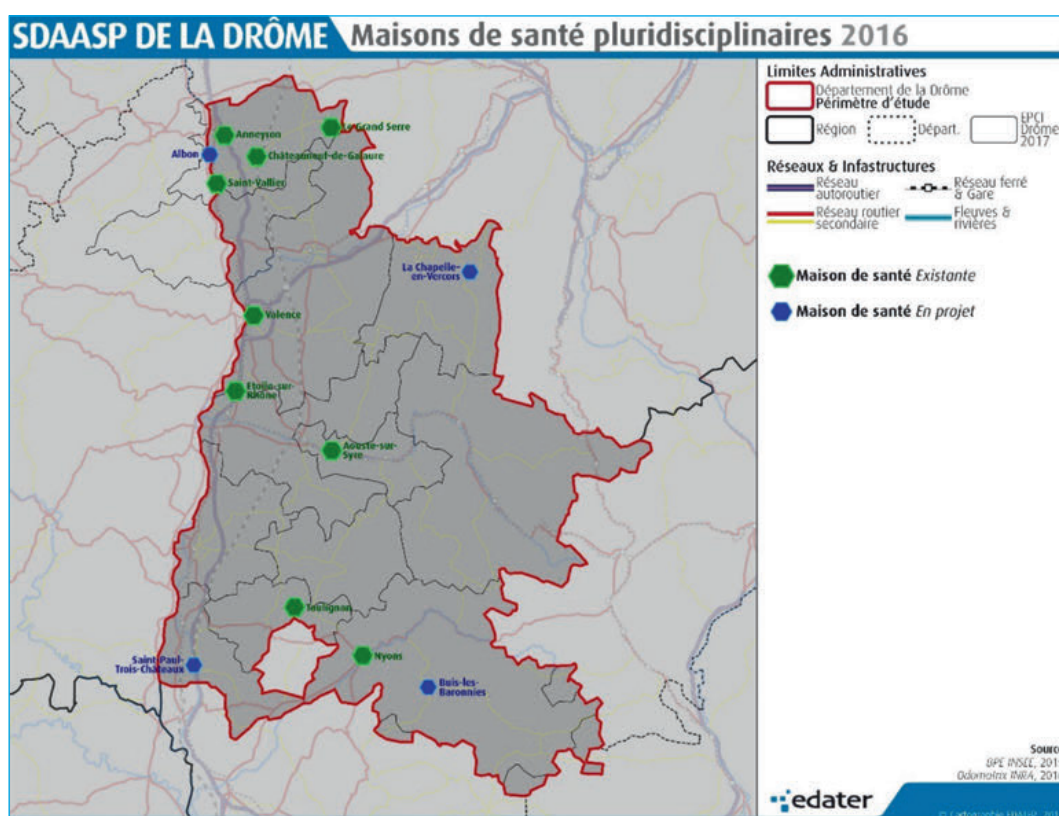 SDAASP DE LA DRÔME Maisons de santé pluridisciplinaires 2016
Limites Administratives
Département de la Drôme
Périmètre d'étude
Région
Départ.
EPCI
Drôme
2017
Réseaux & Infastructures
Réseau
autoroutier
Réseau ferré
& Gare
Réseau routier
secondaire
Fleuves &
rivières
Maison de santé Existante
Maison de santé En projet
Le Grand Serre
Anneyron
Albon
Châteauneuf-de-Galaure
Saint-Vallier
La Chapelle-
en-Vercors
Valence
Etoile-sur-
Rhône
Aouste-sur-
Sye
Taulignan
Saint-Paul-
Trois-Châteaux
Nyons
Buis-les-
Baronnies
Source
BPE INSEE, 201
Odomatrix INRA, 201
edater